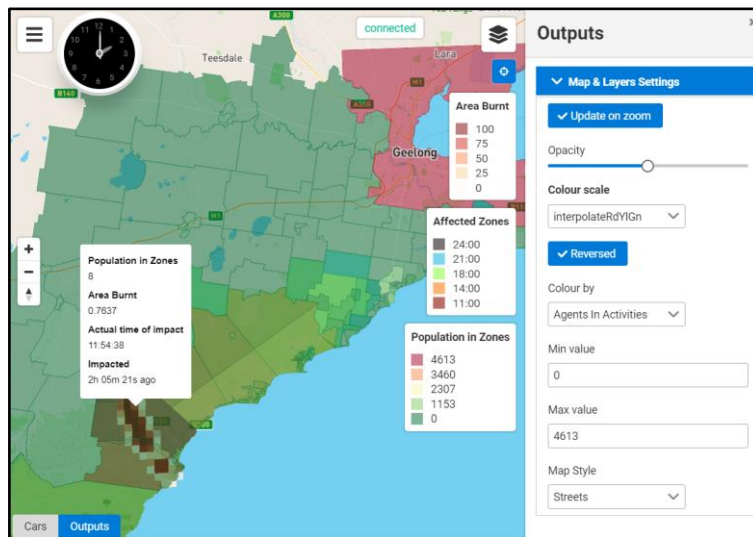 Teesdale
A300
connected
Lara
M1
A300
B140
Geelong
M1
Area Burnt
100
75
50
25
0
Affected Zones
24:00
21:00
18:00
14:00
11:00
Population in Zones
4613
3460
2307
1153
0
Population in Zones
8
Area Burnt
0.7637
Actual time of impact
11:54:38
Impacted
2h 05m 21s ago
Cars
Outputs
Outputs
Map & Layers Settings
Update on zoom
Opacity
Colour scale
interpolateRdYlGn
Reversed
Colour by
Agents In Activities
Min value
0
Max value
4613
Map Style
Streets